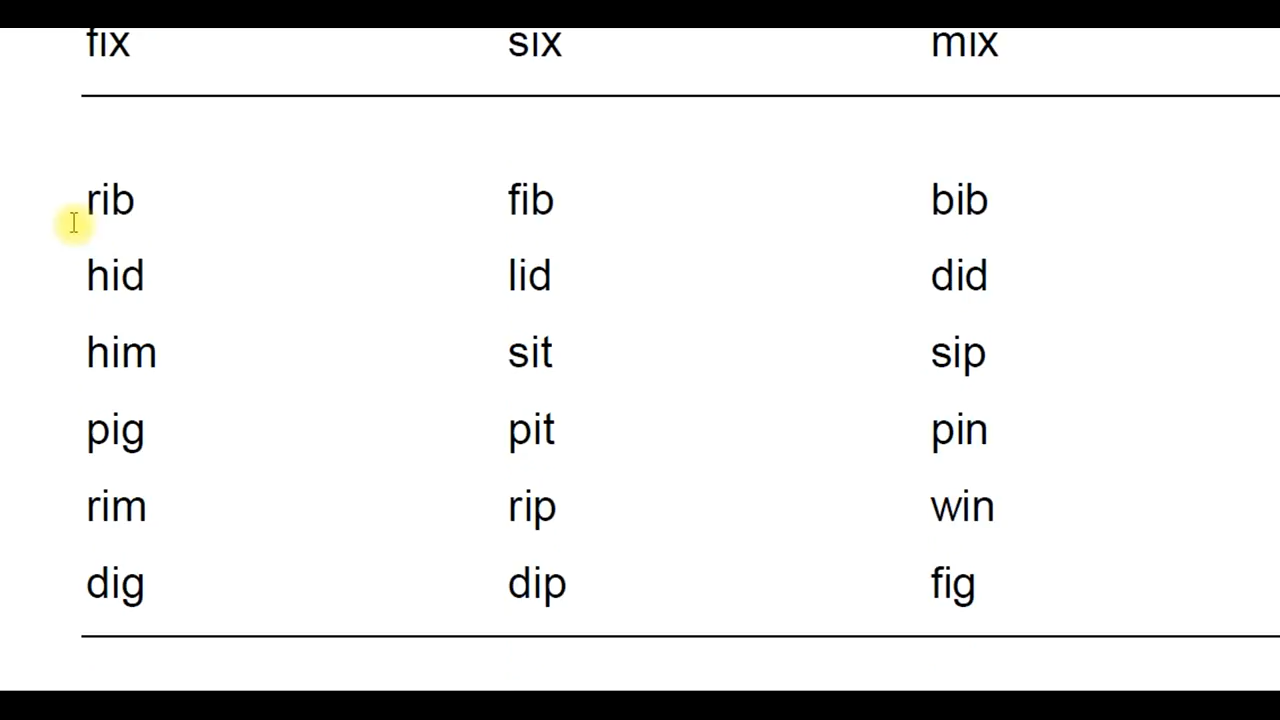 fix six mix
rib fib bib
hid lid did
him sit sip
pig pit pin
rim rip win
dig dip fig